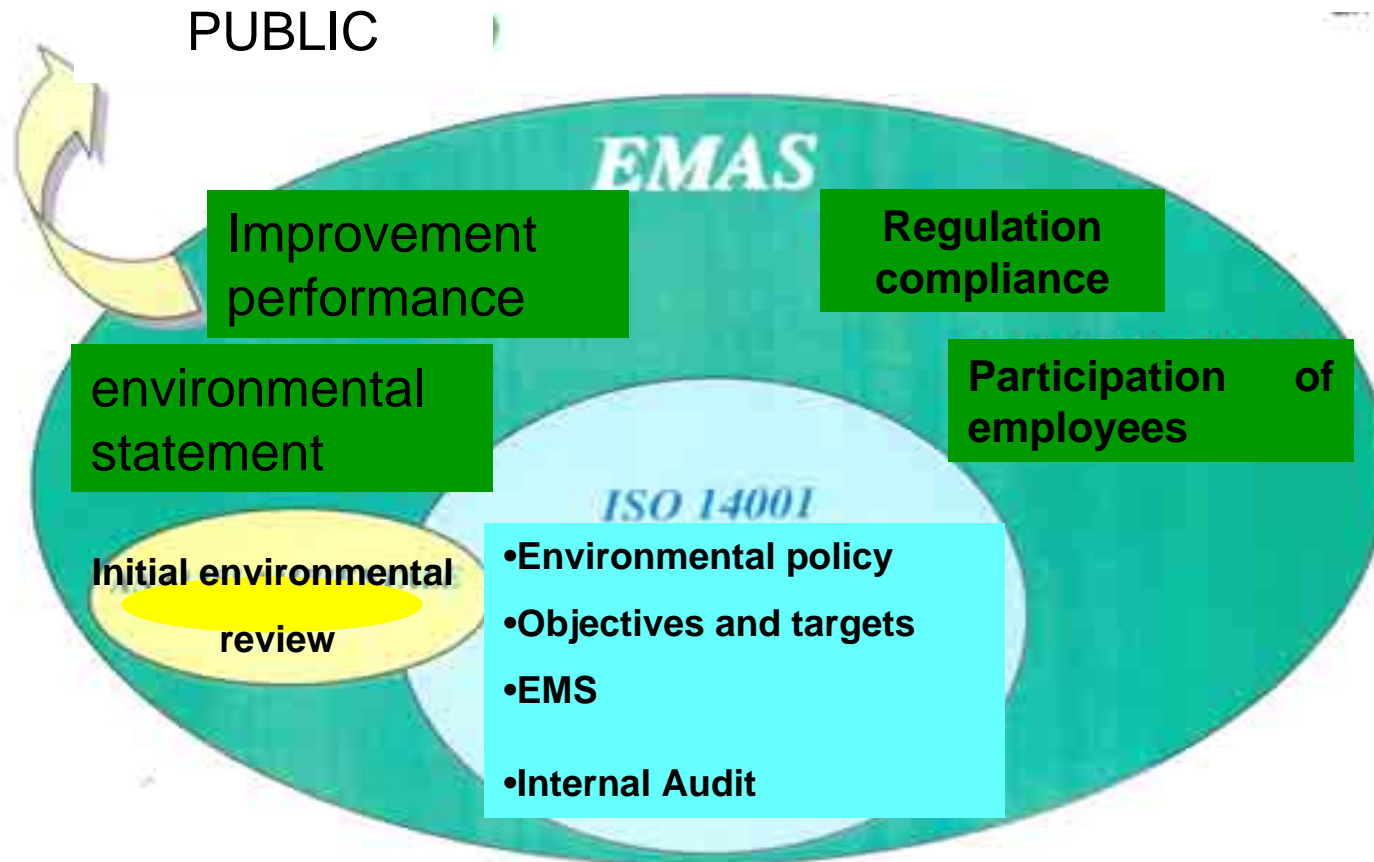 PUBLIC
EMAS
Improvement
performance
Regulation
compliance
environmental
statement
Participation of
employees
ISO 14001
Initial environmental
review
•Environmental policy
•Objectives and targets
•EMS
•Internal Audit